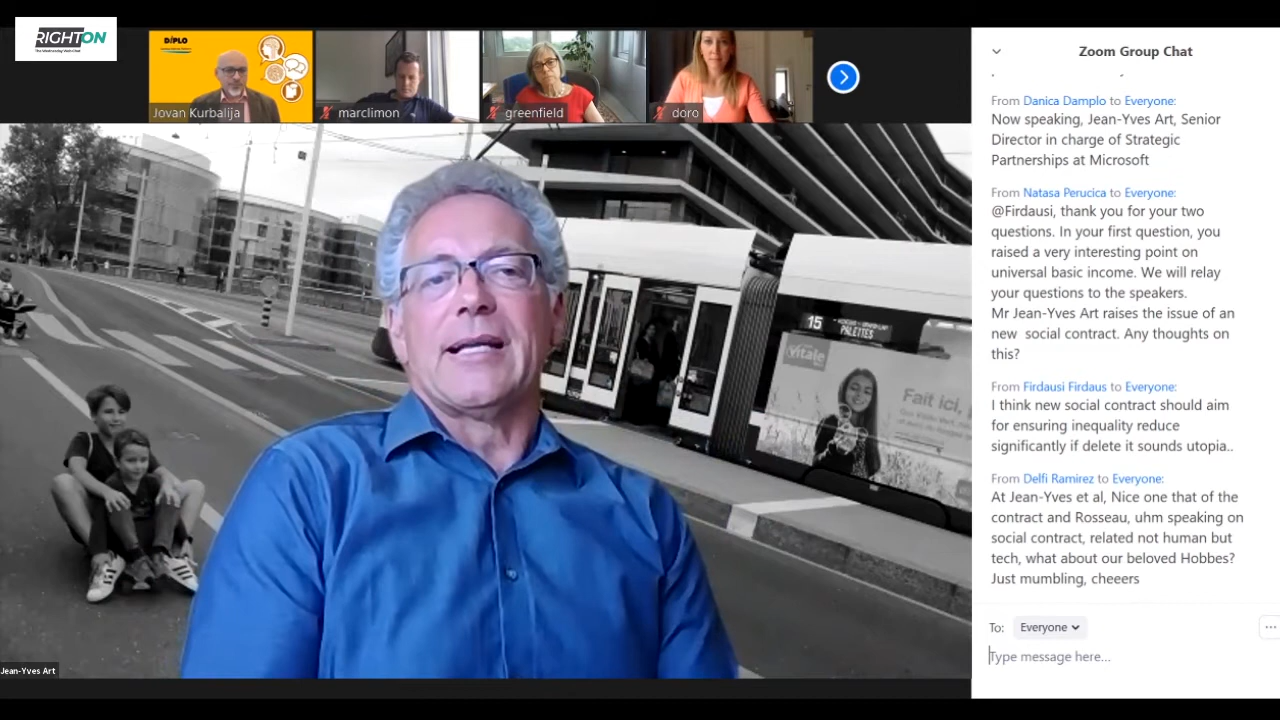 RIGHTON
The Wednesday Web Chat
DiPLO
Jovan Kurbalija
marclimon
greenfield
doro
15
PALETTES
vitale
Fait ici,
Jean-Yves Art
Zoom Group Chat
From Danica Damplo to Everyone:
Now speaking, Jean-Yves Art, Senior
Director in charge of Strategic
Partnerships at Microsoft
From Natasa Perucica to Everyone:
@Firdausi, thank you for your two
questions. In your first question, you
raised a very interesting point on
universal basic income. We will relay
your questions to the speakers.
Mr Jean-Yves Art raises the issue of an
new social contract. Any thoughts on
this?
From Firdausi Firdaus to Everyone:
I think new social contract should aim
for ensuring inequality reduce
significantly if delete it sounds utopia..
From Delfi Ramirez to Everyone:
At Jean-Yves et al, Nice one that of the
contract and Rosseau, uhm speaking on
social contract, related not human but
tech, what about our beloved Hobbes?
Just mumbling, cheeers
To: Everyone
Type message here...